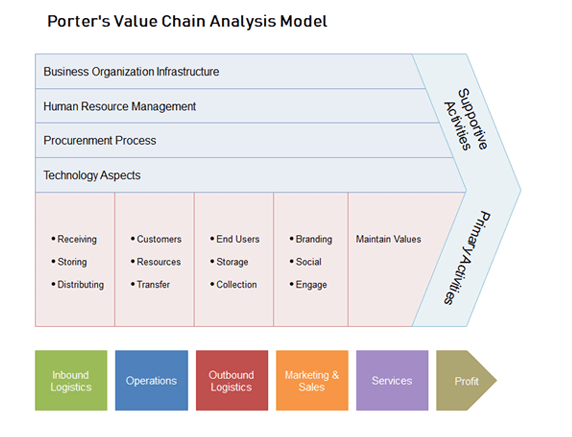 Porter's Value Chain Analysis Model
Business Organization Infrastructure
Human Resource Management
Procurenment Process
Technology Aspects
Supportive
Activities
• Receiving
• Storing
• Distributing
• Customers
• Resources
• Transfer
• End Users
• Storage
• Collection
• Branding
• Social
• Engage
Maintain Values
Primary Activities
Inbound
Logistics
Operations
Outbound
Logistics
Marketing &
Sales
Services
Profit